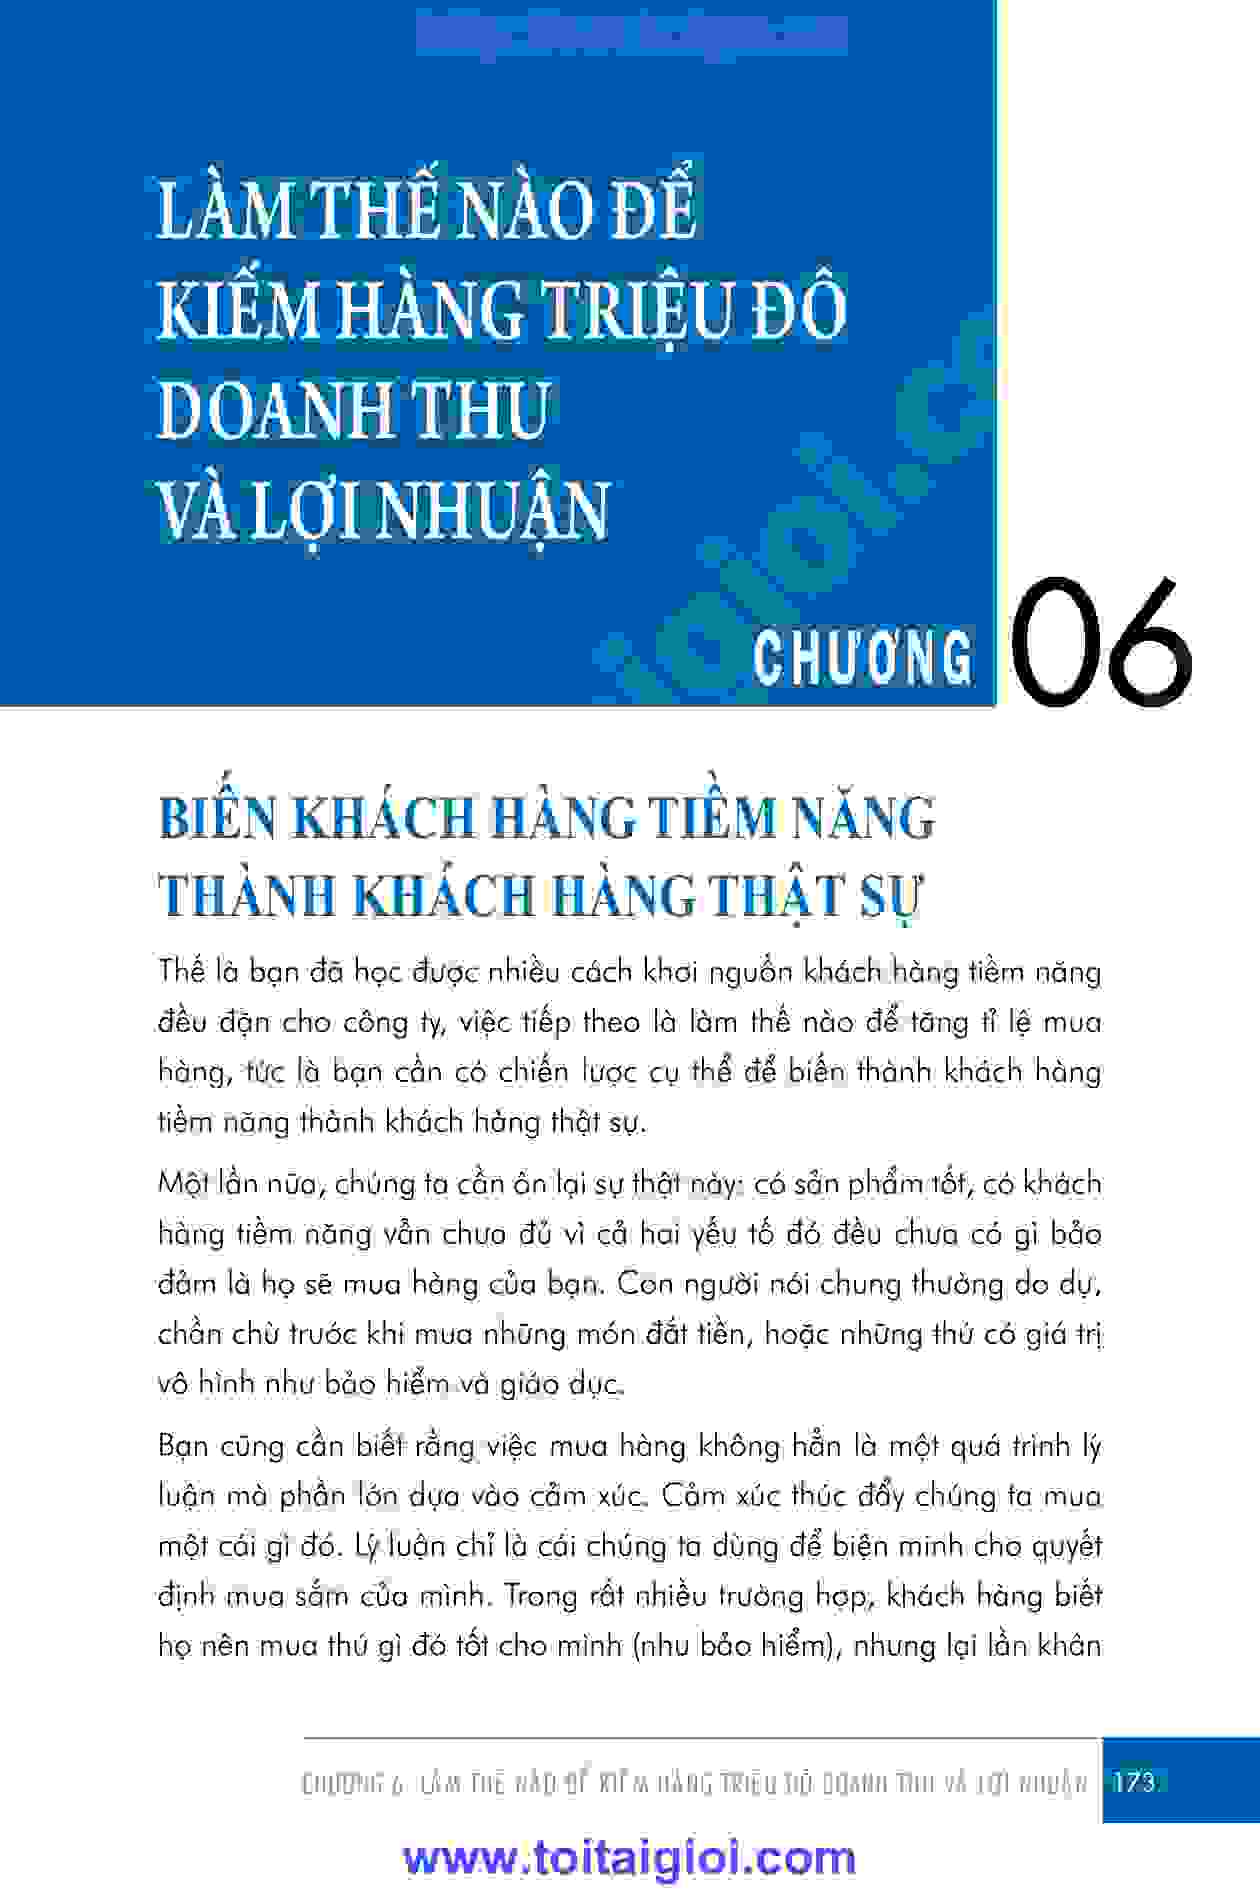 LÀM THẾ NÀO ĐỂ
KIẾM HÀNG TRIỆU ĐÔ
DOANH THU
VÀ LỢI NHUẬN
CHƯƠNG 06
BIẾN KHÁCH HÀNG TIỀM NĂNG
THÀNH KHÁCH HÀNG THẬT SỰ
Thế là bạn đã học được nhiều cách khơi nguồn khách hàng tiềm năng
đều đặn cho công ty, việc tiếp theo là làm thế nào để tăng tỉ lệ mua
hàng, tức là bạn cần có chiến lược cụ thể để biến thành khách hàng
tiềm năng thành khách hàng thật sự.
Một lần nữa, chúng ta cần ôn lại sự thật này: có sản phẩm tốt, có khách
hàng tiềm năng vẫn chưa đủ vì cả hai yếu tố đó đều chưa có gì bảo
đảm là họ sẽ mua hàng của bạn. Con người nói chung thường do dự,
chần chừ trước khi mua những món đắt tiền, hoặc những thứ có giá trị
vô hình như bảo hiểm và giáo dục.
Bạn cũng cần biết rằng việc mua hàng không hẳn là một quá trình lý
luận mà phần lớn dựa vào cảm xúc. Cảm xúc thúc đẩy chúng ta mua
một cái gì đó. Lý luận chỉ là cái chúng ta dùng để biện minh cho quyết
định mua sắm của mình. Trong rất nhiều trường hợp, khách hàng biết
họ nên mua thứ gì đó tốt cho mình (như bảo hiểm), nhưng lại lần khân
CHƯƠNG 6. LÀM THẾ NÀO ĐỂ KIẾM HÀNG TRIỆU ĐÔ DOANH THU VÀ LỢI NHUẬN 173
www.toitaigioi.com